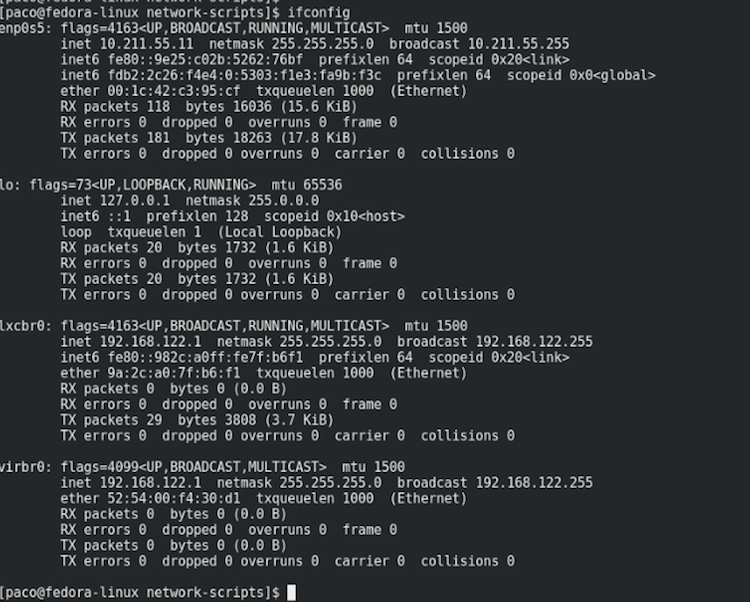 [paco@fedora-linux network-scripts]$ ifconfig
enp0s5: flags=4163<UP,BROADCAST,RUNNING,MULTICAST>  mtu 1500
        inet 10.211.55.11  netmask 255.255.255.0  broadcast 10.211.55.255
        inet6 fe80::9e25:c02b:5262:76bf  prefixlen 64  scopeid 0x20<link>
        inet6 fdb2:2c26:f4e4:0:5303:f1e3:fa9b:f3c  prefixlen 64  scopeid 0x0<global>
        ether 00:1c:42:c3:95:cf  txqueuelen 1000  (Ethernet)
        RX packets 118  bytes 16036 (15.6 KiB)
        RX errors 0  dropped 0  overruns 0  frame 0
        TX packets 181  bytes 18263 (17.8 KiB)
        TX errors 0  dropped 0 overruns 0  carrier 0  collisions 0

lo: flags=73<UP,LOOPBACK,RUNNING>  mtu 65536
        inet 127.0.0.1  netmask 255.0.0.0
        inet6 ::1  prefixlen 128  scopeid 0x10<host>
        loop  txqueuelen 1  (Local Loopback)
        RX packets 20  bytes 1732 (1.6 KiB)
        RX errors 0  dropped 0  overruns 0  frame 0
        TX packets 20  bytes 1732 (1.6 KiB)
        TX errors 0  dropped 0 overruns 0  carrier 0  collisions 0

lxcbr0: flags=4163<UP,BROADCAST,RUNNING,MULTICAST>  mtu 1500
        inet 192.168.122.1  netmask 255.255.255.0  broadcast 192.168.122.255
        inet6 fe80::982c:a0ff:fe7f:b6f1  prefixlen 64  scopeid 0x20<link>
        ether 9a:2c:a0:7f:b6:f1  txqueuelen 1000  (Ethernet)
        RX packets 0  bytes 0 (0.0 B)
        RX errors 0  dropped 0  overruns 0  frame 0
        TX packets 29  bytes 3808 (3.7 KiB)
        TX errors 0  dropped 0 overruns 0  carrier 0  collisions 0

virbr0: flags=4099<UP,BROADCAST,MULTICAST>  mtu 1500
        inet 192.168.122.1  netmask 255.255.255.0  broadcast 192.168.122.255
        ether 52:54:00:f4:30:d1  txqueuelen 1000  (Ethernet)
        RX packets 0  bytes 0 (0.0 B)
        RX errors 0  dropped 0  overruns 0  frame 0
        TX packets 0  bytes 0 (0.0 B)
        TX errors 0  dropped 0 overruns 0  carrier 0  collisions 0

[paco@fedora-linux network-scripts]$